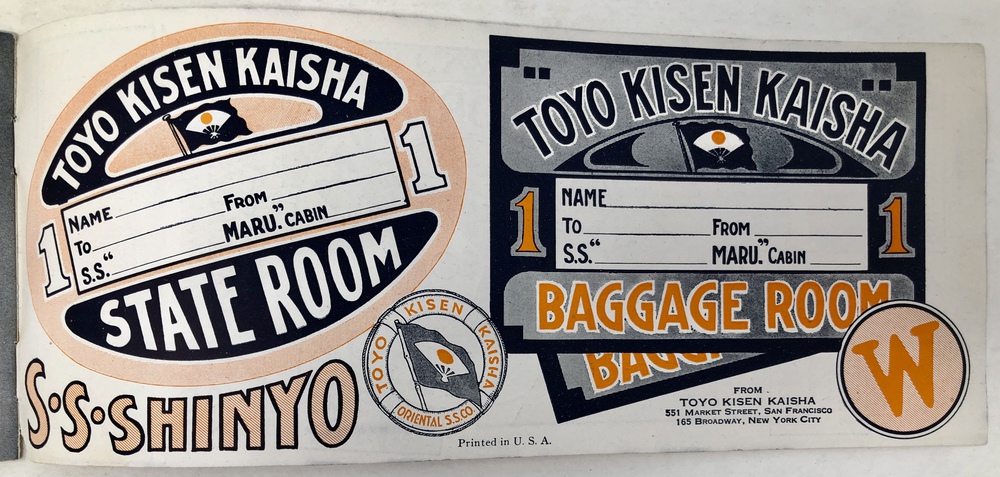 TOYO KISEN KAISHA
1
1
NAME FROM
TO MARU." CABIN
S.S."
STATE ROOM
S·S·SHINYO
TOYO KISEN KAISHA
ORIENTAL S.S.CO.
Printed in U. S. A.
"TOYO KISEN KAISHA"
1
1
NAME
TO FROM
S.S." MARU." CABIN
BAGGAGE ROOM
BAGG
FROM
TOYO KISEN KAISHA
551 MARKET STREET, SAN FRANCISCO
165 BROADWAY, NEW YORK CITY
W